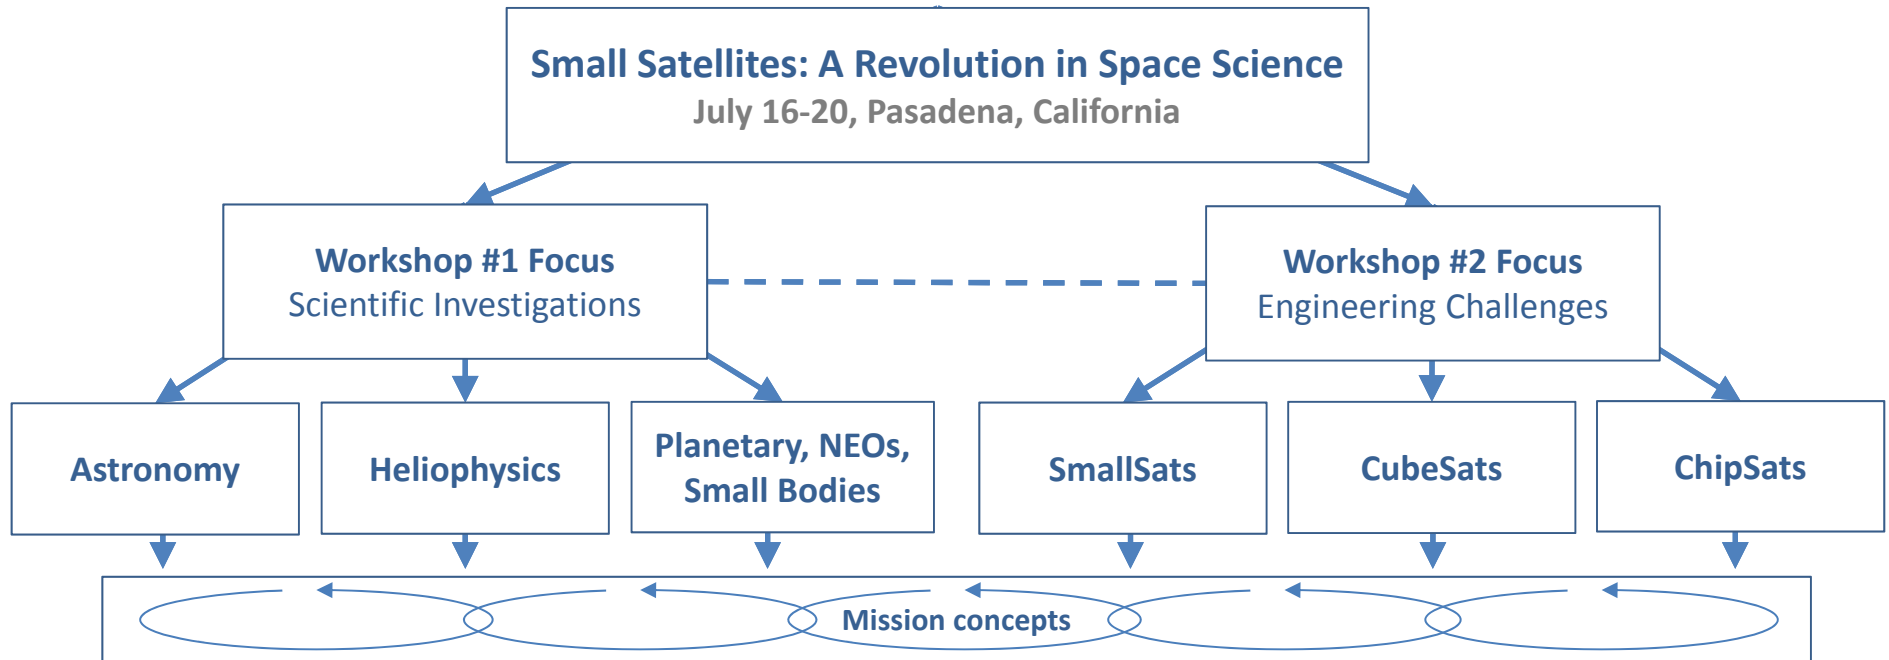 Small Satellites: A Revolution in Space Science
July 16-20, Pasadena, California
Workshop #1 Focus
Scientific Investigations
Workshop #2 Focus
Engineering Challenges
Astronomy
Heliophysics
Planetary, NEOs,
Small Bodies
SmallSats
CubeSats
ChipSats
Mission concepts